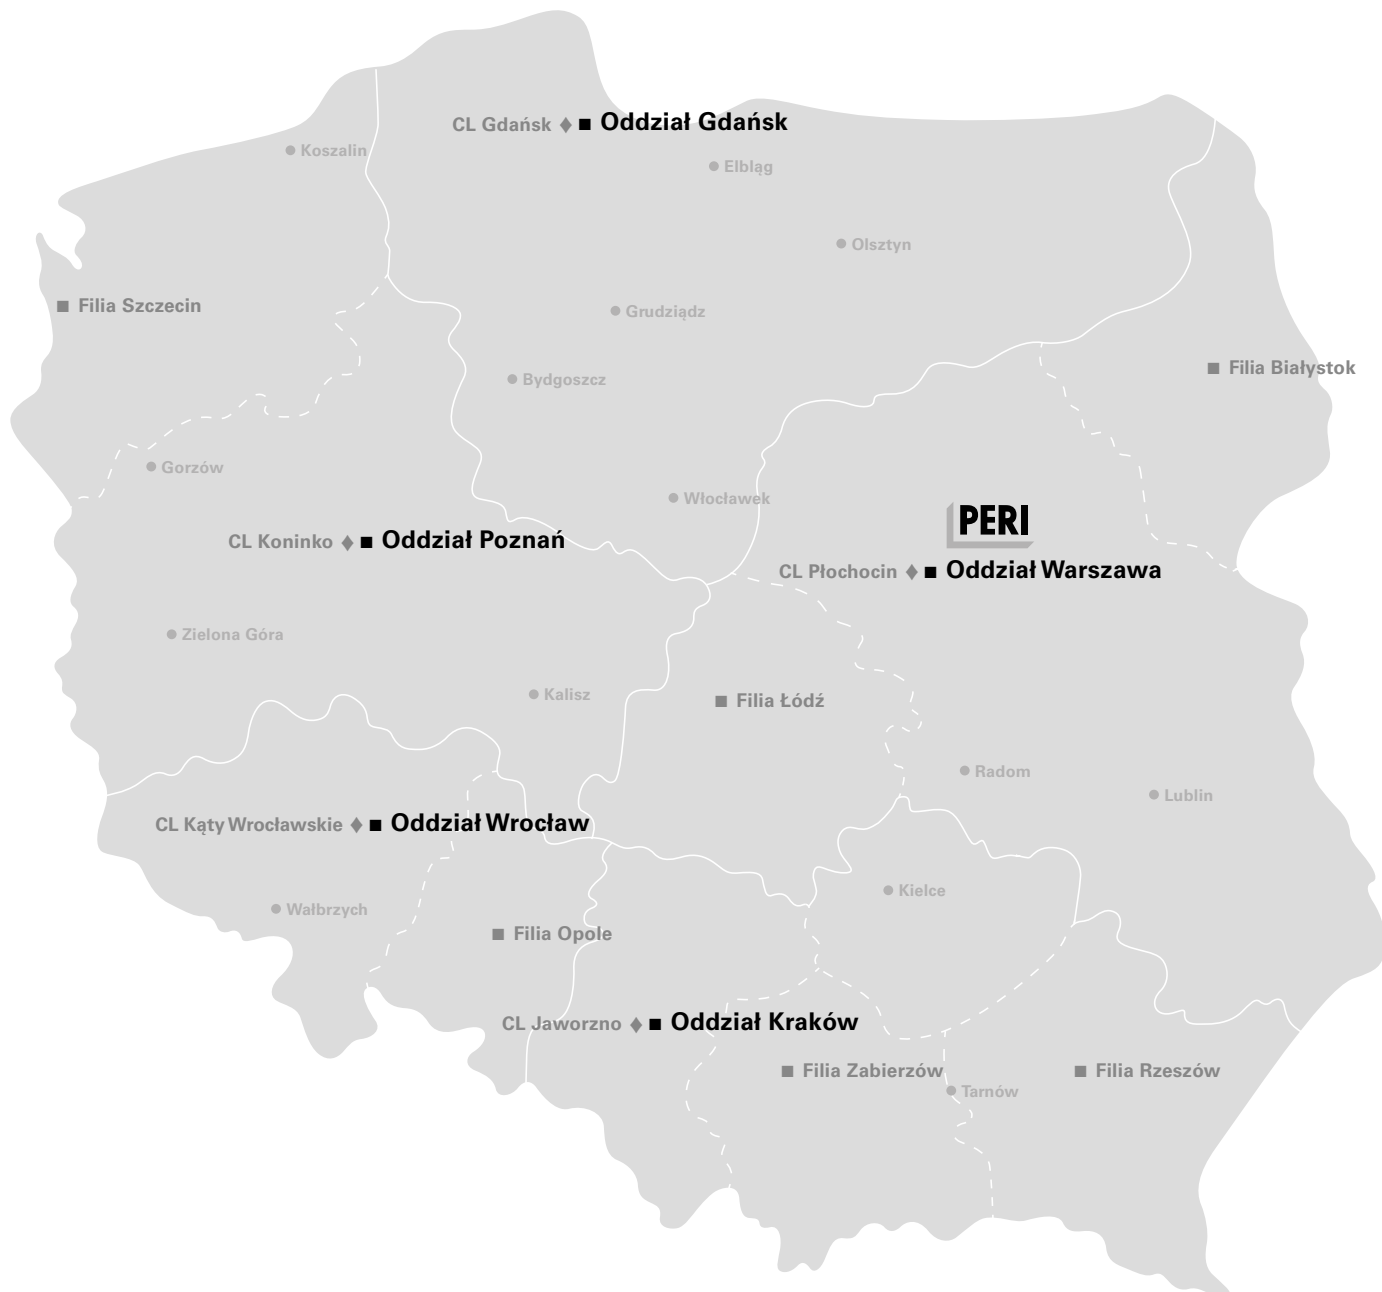 CL Gdańsk ♦ ■ Oddział Gdańsk
Koszalin
Elbląg
Olsztyn
Filia Szczecin
Grudziądz
Filia Białystok
Bydgoszcz
Gorzów
Włocławek
PERI
CL Koninko ♦ ■ Oddział Poznań
CL Płochocin ♦ ■ Oddział Warszawa
Zielona Góra
Kalisz
Filia Łódź
Radom
Lublin
CL Kąty Wrocławskie ♦ ■ Oddział Wrocław
Kielce
Wałbrzych
Filia Opole
CL Jaworzno ♦ ■ Oddział Kraków
Filia Zabierzów
Filia Rzeszów
Tarnów